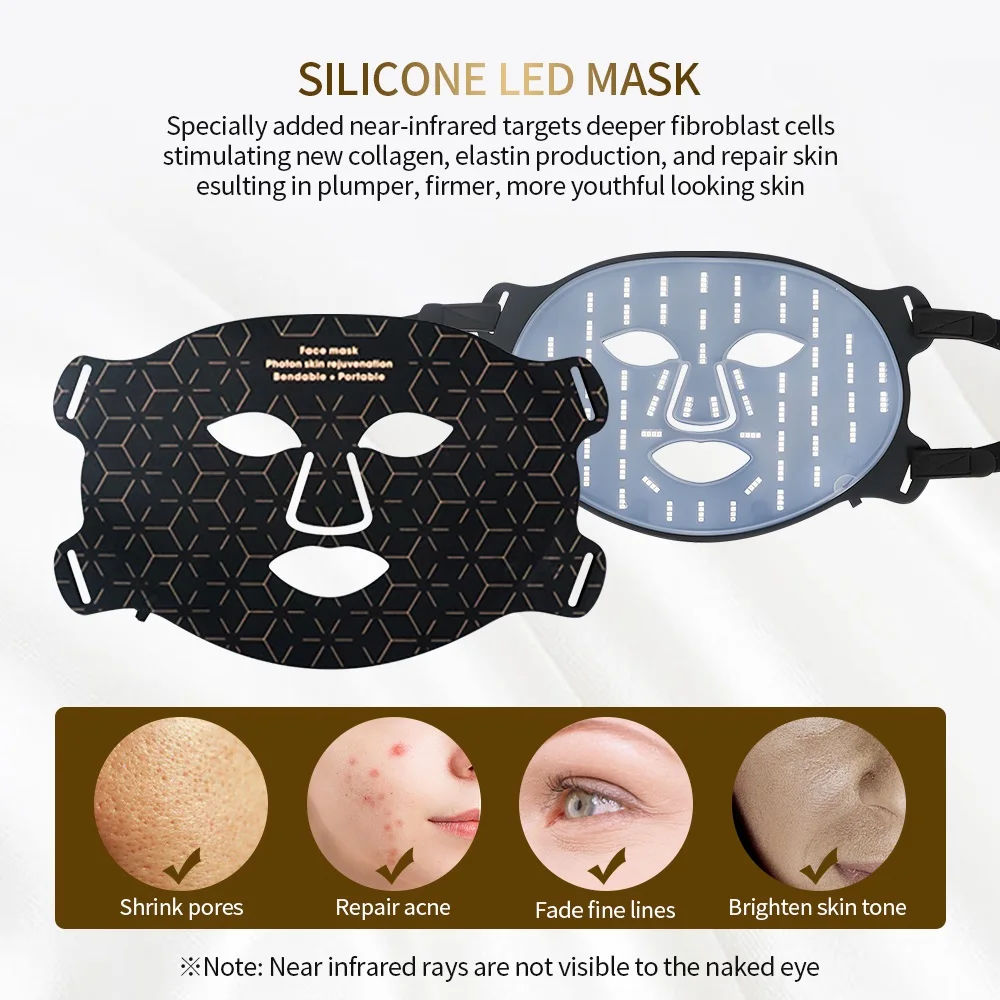 SILICONE LED MASK
Specially added near-infrared targets deeper fibroblast cells
stimulating new collagen, elastin production, and repair skin
esulting in plumper, firmer, more youthful looking skin
Face mask
Photon skin rejuvenation
Bendable • Portable
Shrink pores
Repair acne
Fade fine lines
Brighten skin tone
※Note: Near infrared rays are not visible to the naked eye